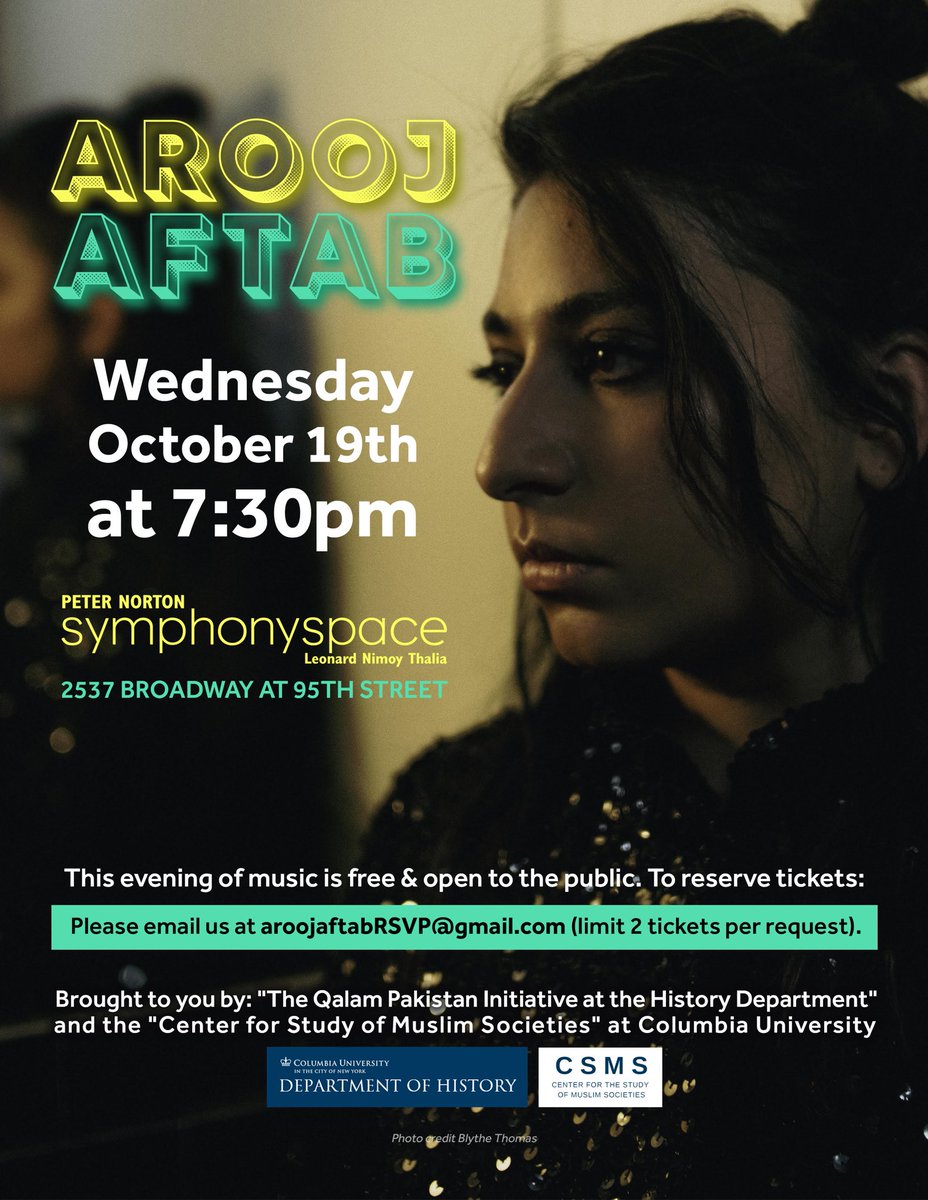 AROOJ
AFTAB
Wednesday
October 19th
at 7:30pm
PETER NORTON
symphonyspace
Leonard Nimoy Thalia
2537 BROADWAY AT 95TH STREET
This evening of music is free & open to the public. To reserve tickets:
Please email us at aroojaftabRSVP@gmail.com (limit 2 tickets per request).
Brought to you by: "The Qalam Pakistan Initiative at the History Department"
and the "Center for Study of Muslim Societies" at Columbia University
COLUMBIA UNIVERSITY
IN THE CITY OF NEW YORK
DEPARTMENT OF HISTORY
CSMS
CENTER FOR THE STUDY
OF MUSLIM SOCIETIES
Photo credit Blythe Thomas